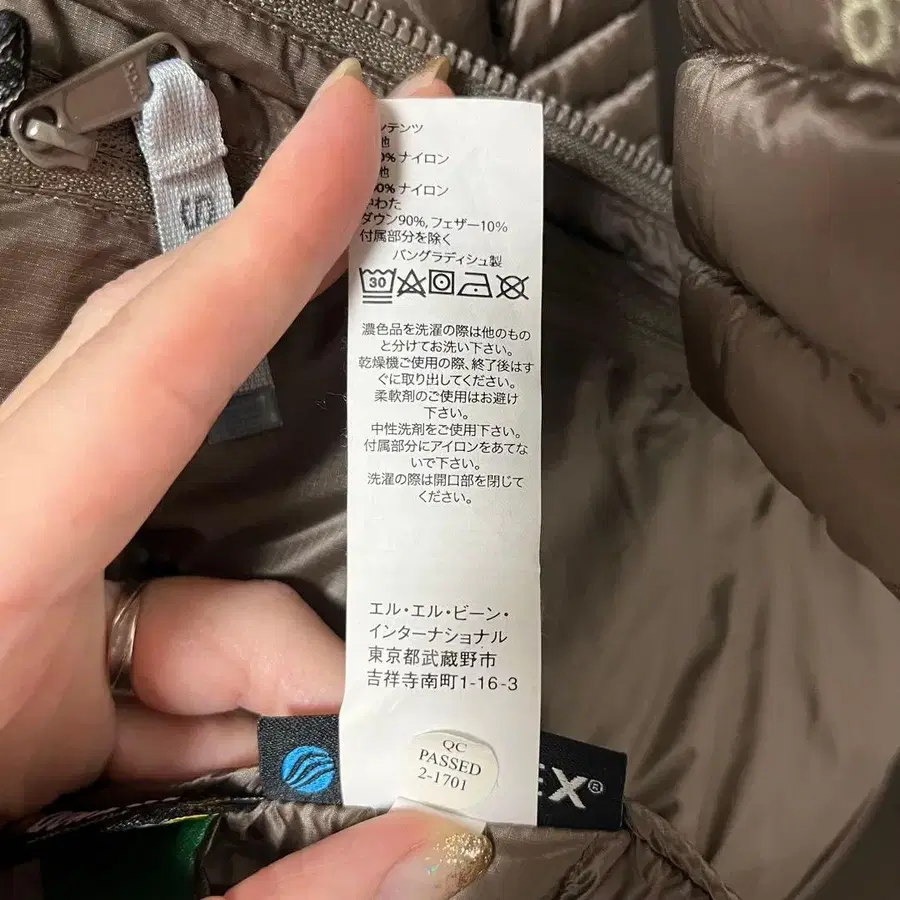 ンテンツ
地
0% ナイロン
地
00% ナイロン
中わた
ダウン90%, フェザー10%
付属部分を除く
バングラディシュ製
30
濃色品を洗濯の際は他のもの
と分けてお洗い下さい。
乾燥機ご使用の際、終了後はす
ぐに取り出してください。
柔軟剤のご使用はお避け
下さい。
中性洗剤をご使用下さい。
付属部分にアイロンをあてな
いで下さい。
洗濯の際は開口部を閉じて
ください。
エル・エル・ビーン・
インターナショナル
東京都武蔵野市
吉祥寺南町1-16-3
QC
PASSED
2-1701
EX®
S